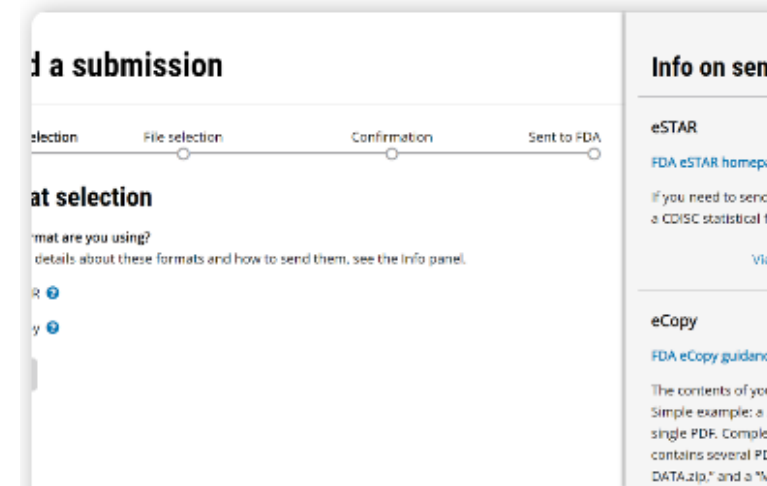 d a submission
election File selection Confirmation Sent to FDA
at selection
rmat are you using?
details about these formats and how to send them, see the Info panel.
R
y
Info on sen
eSTAR
FDA eSTAR homepa
If you need to send
a CDISC statistical f
Vi
eCopy
FDA eCopy guidanc
The contents of you
Simple example: a
single PDF. Comple
contains several PD
DATA.zip," and a "M